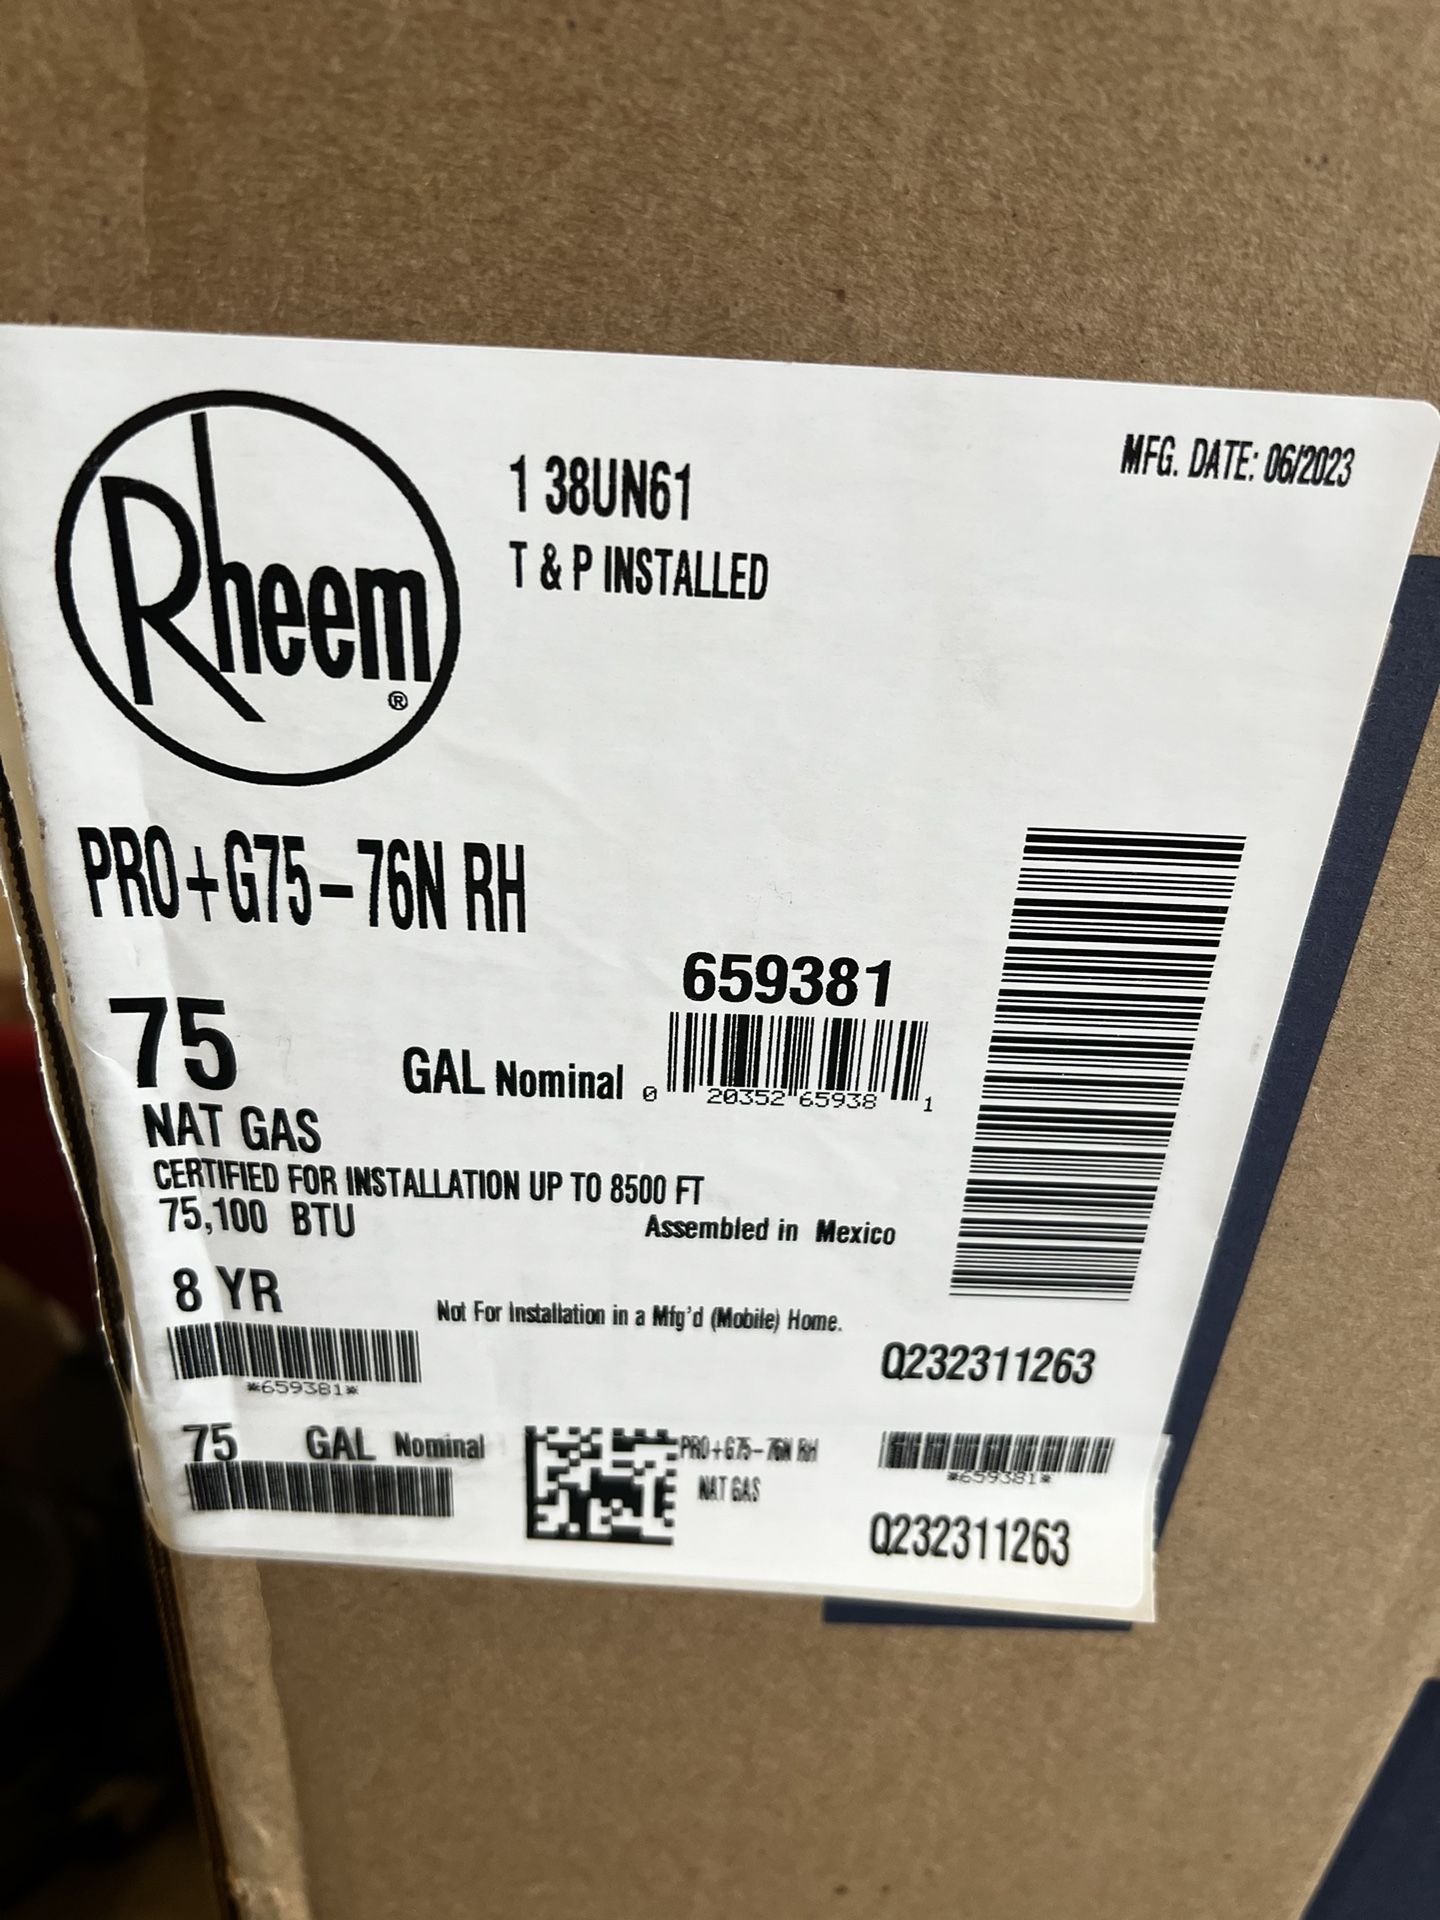 Rheem®
1 38UN61
T & P INSTALLED
MFG. DATE: 06/2023
PRO+G75-76N RH
659381
75 GAL Nominal
0 20352 65938 1
NAT GAS
CERTIFIED FOR INSTALLATION UP TO 8500 FT
75,100 BTU
Assembled in Mexico
8 YR
Not For Installation in a Mfg'd (Mobile) Home.
*659381*
Q232311263
75 GAL Nominal
PRO+G75-76N RH
NAT GAS
*659381*
Q232311263